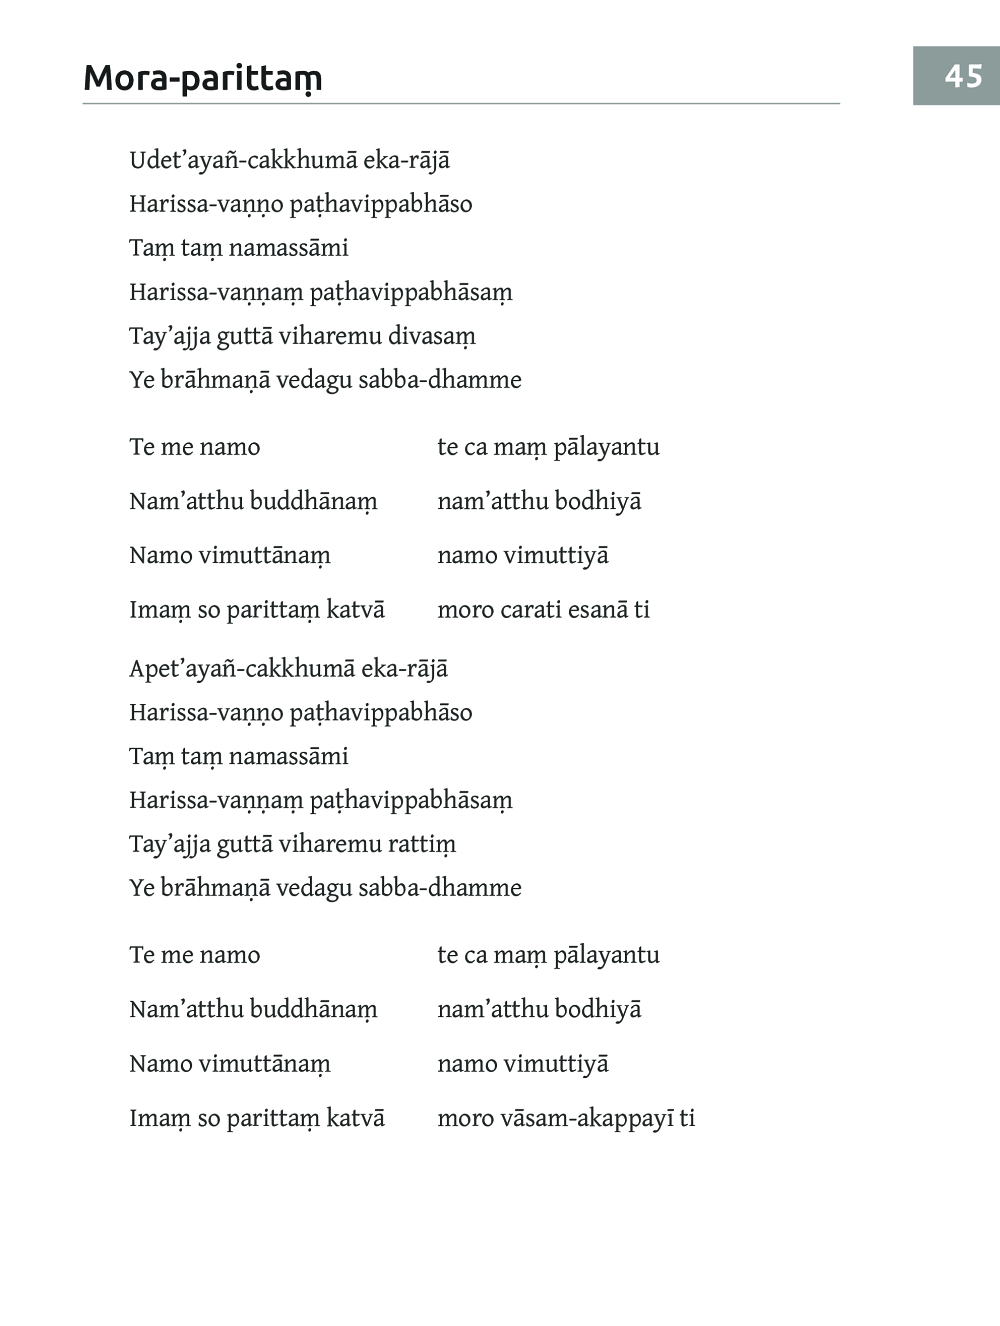 Mora-parittaṃ
45
Udet’ayañ-cakkhumā eka-rājā
Harissa-vaṇṇo paṭhavippabhāso
Taṃ taṃ namassāmi
Harissa-vaṇṇaṃ paṭhavippabhāsaṃ
Tay’ajja guttā viharemu divasaṃ
Ye brāhmaṇā vedagu sabba-dhamme
Te me namo te ca maṃ pālayantu
Nam’atthu buddhānaṃ nam’atthu bodhiyā
Namo vimuttānaṃ namo vimuttiyā
Imaṃ so parittaṃ katvā moro carati esanā ti
Apet’ayañ-cakkhumā eka-rājā
Harissa-vaṇṇo paṭhavippabhāso
Taṃ taṃ namassāmi
Harissa-vaṇṇaṃ paṭhavippabhāsaṃ
Tay’ajja guttā viharemu rattiṃ
Ye brāhmaṇā vedagu sabba-dhamme
Te me namo te ca maṃ pālayantu
Nam’atthu buddhānaṃ nam’atthu bodhiyā
Namo vimuttānaṃ namo vimuttiyā
Imaṃ so parittaṃ katvā moro vāsam-akappayī ti